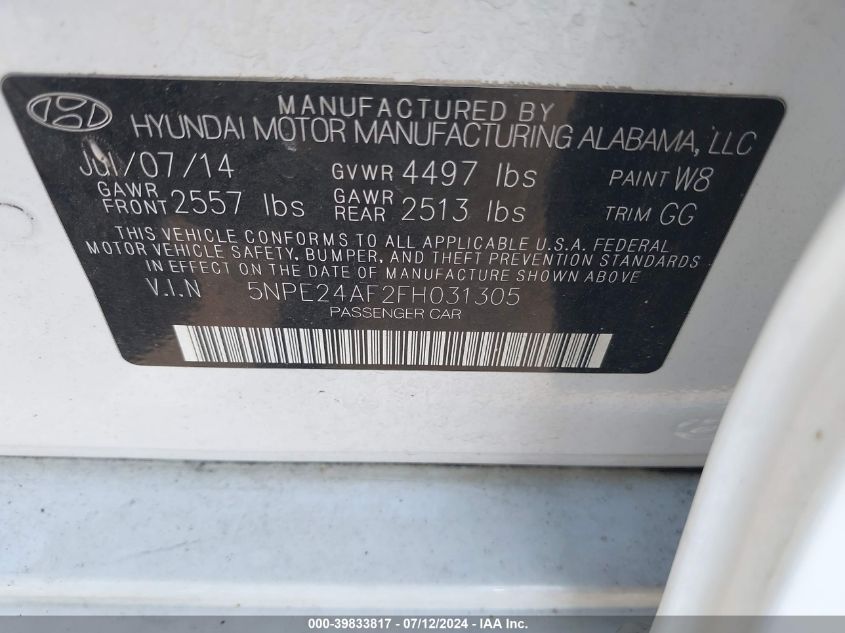 MANUFACTURED BY
HYUNDAI MOTOR MANUFACTURING ALABAMA, LLC
Jul/07/14 GVWR 4497 lbs PAINT W8
GAWR FRONT 2557 lbs GAWR REAR 2513 lbs TRIM GG
THIS VEHICLE CONFORMS TO ALL APPLICABLE U.S.A. FEDERAL
MOTOR VEHICLE SAFETY, BUMPER, AND THEFT PREVENTION STANDARDS
IN EFFECT ON THE DATE OF MANUFACTURE SHOWN ABOVE
V.I.N 5NPE24AF2FH031305
PASSENGER CAR
000-39833817 - 07/12/2024 - IAA Inc.